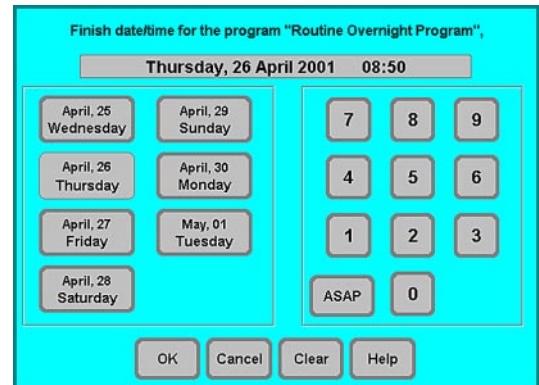 Finish date/time for the program "Routine Overnight Program",
Thursday, 26 April 2001 08:50
April, 25
Wednesday
April, 29
Sunday
April, 26
Thursday
April, 30
Monday
April, 27
Friday
May, 01
Tuesday
April, 28
Saturday
7 8 9
4 5 6
1 2 3
ASAP 0
OK Cancel Clear Help